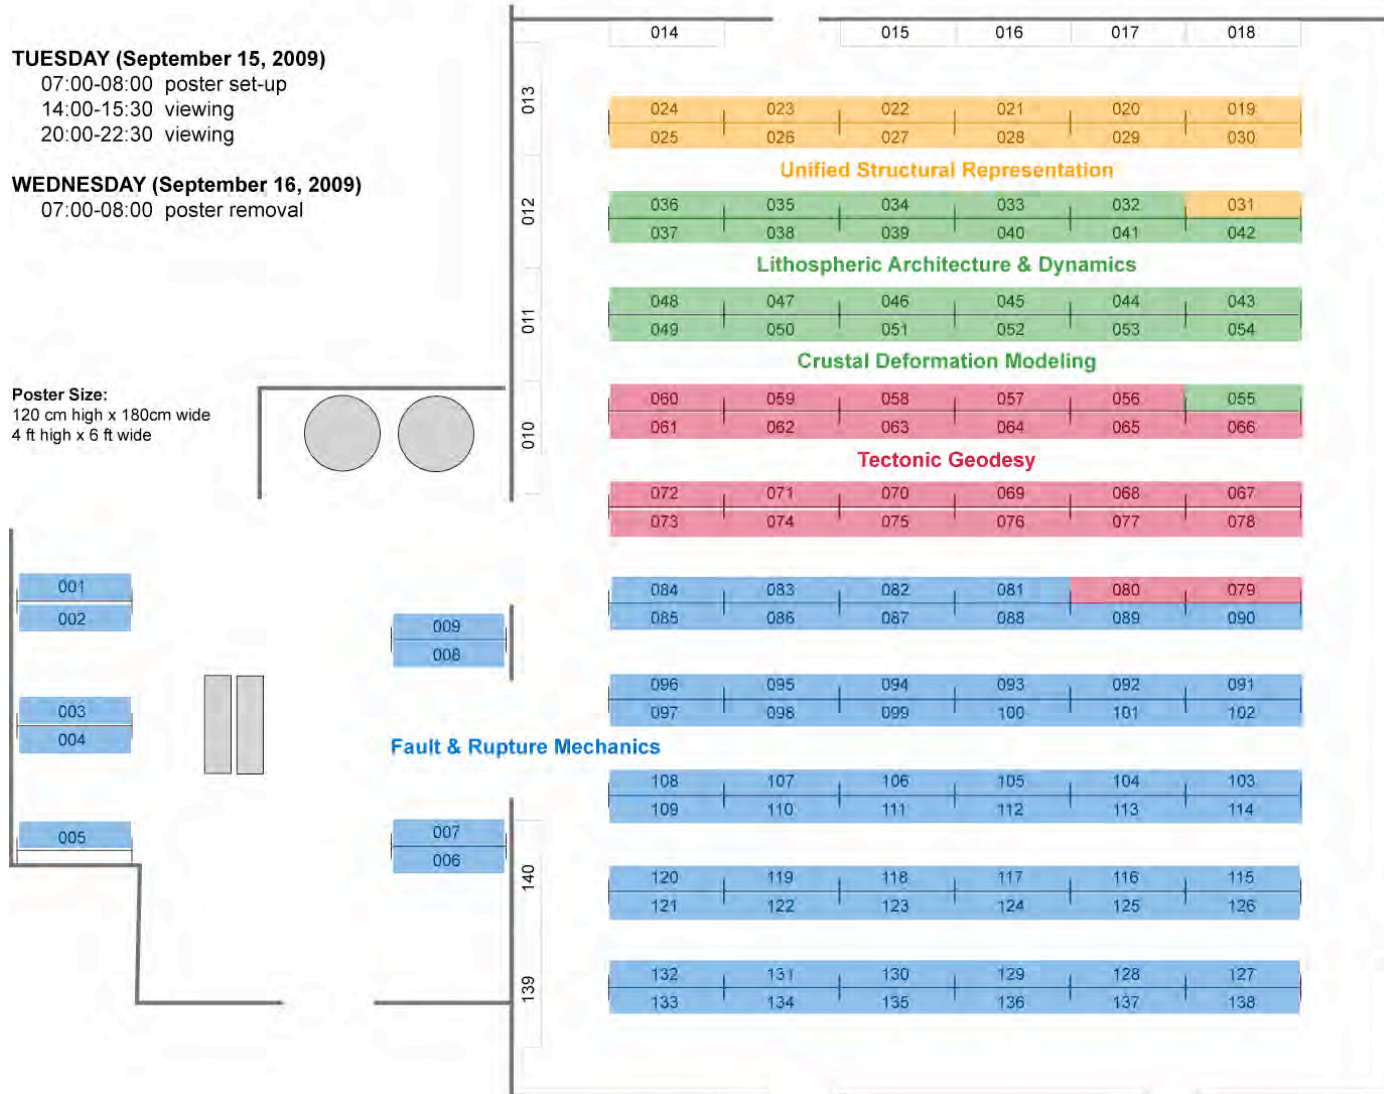 TUESDAY (September 15, 2009)
07:00-08:00 poster set-up
14:00-15:30 viewing
20:00-22:30 viewing
WEDNESDAY (September 16, 2009)
07:00-08:00 poster removal
Poster Size:
120 cm high x 180cm wide
4 ft high x 6 ft wide
001
002
003
004
005
009
008
007
006
013
012
011
010
140
139
014 015 016 017 018
024 023 022 021 020 019
025 026 027 028 029 030
Unified Structural Representation
036 035 034 033 032 031
037 038 039 040 041 042
Lithospheric Architecture & Dynamics
048 047 046 045 044 043
049 050 051 052 053 054
Crustal Deformation Modeling
060 059 058 057 056 055
061 062 063 064 065 066
Tectonic Geodesy
072 071 070 069 068 067
073 074 075 076 077 078
084 083 082 081 080 079
085 086 087 088 089 090
096 095 094 093 092 091
097 098 099 100 101 102
Fault & Rupture Mechanics
108 107 106 105 104 103
109 110 111 112 113 114
120 119 118 117 116 115
121 122 123 124 125 126
132 131 130 129 128 127
133 134 135 136 137 138